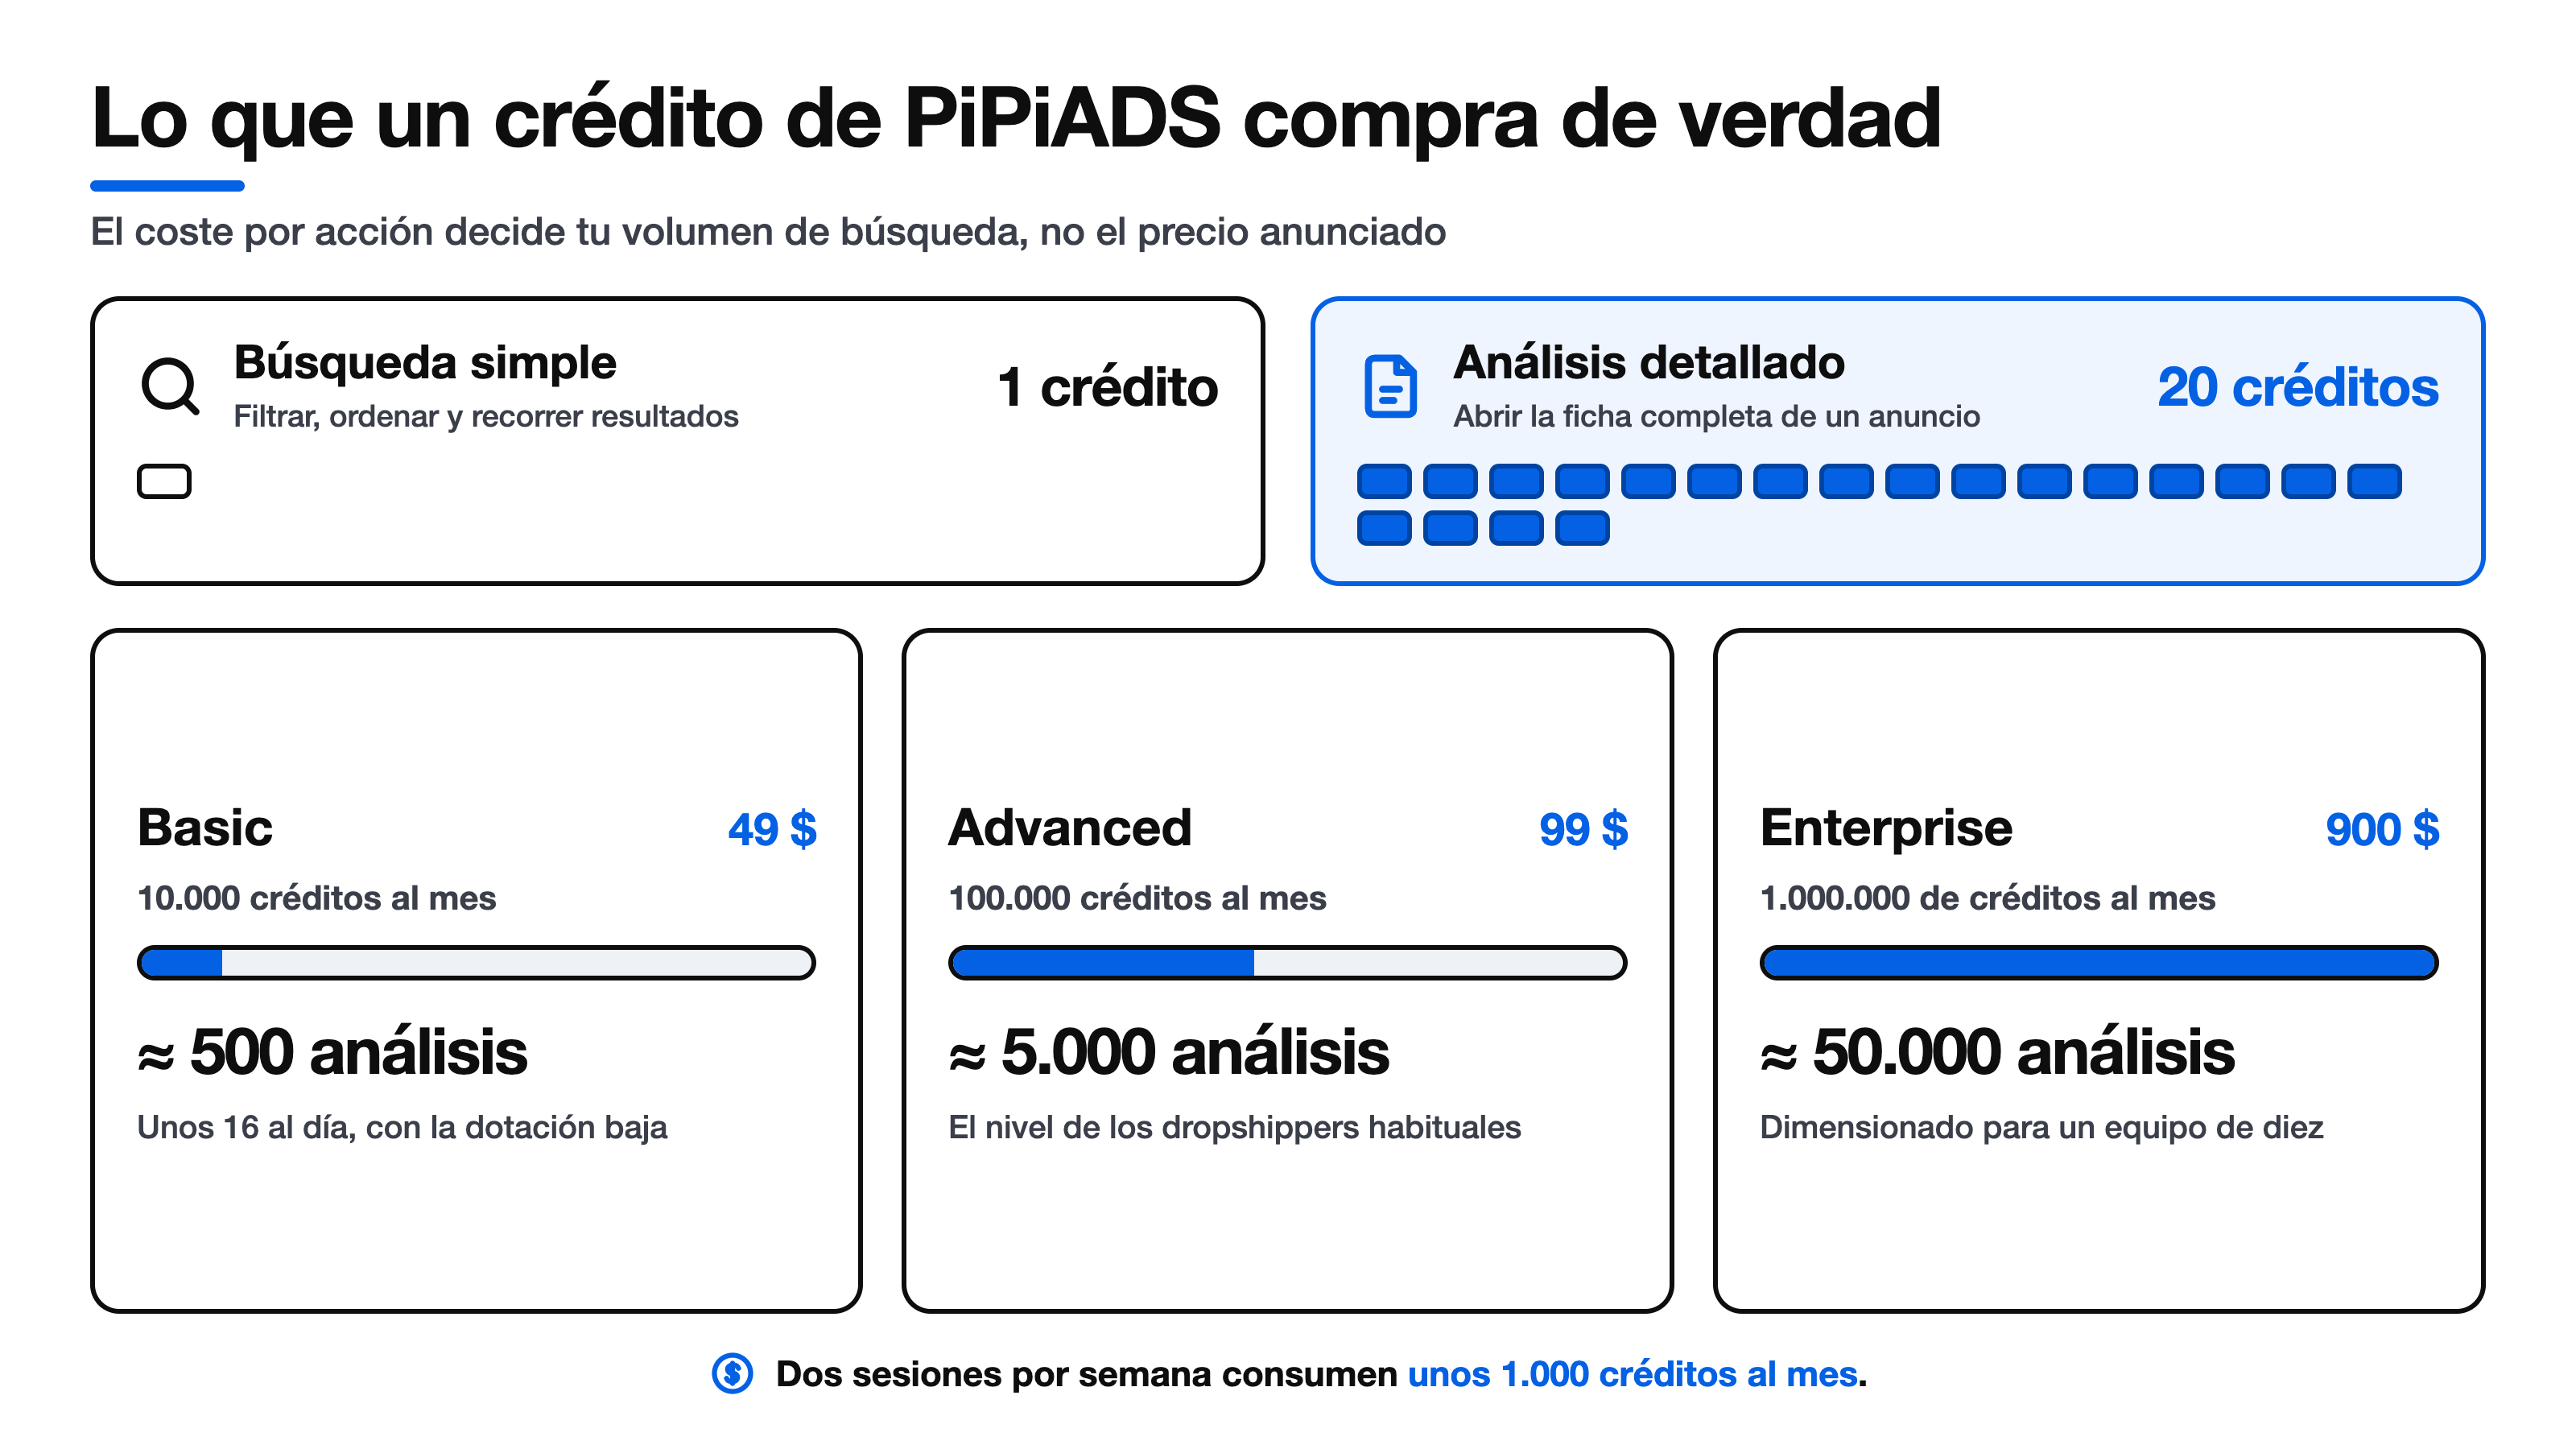 Lo que un crédito de PiPiADS compra de verdad
El coste por acción decide tu volumen de búsqueda, no el precio anunciado
Búsqueda simple
Filtrar, ordenar y recorrer resultados
1 crédito
Análisis detallado
Abrir la ficha completa de un anuncio
20 créditos
Basic
49 $
10.000 créditos al mes
≈ 500 análisis
Unos 16 al día, con la dotación baja
Advanced
99 $
100.000 créditos al mes
≈ 5.000 análisis
El nivel de los dropshippers habituales
Enterprise
900 $
1.000.000 de créditos al mes
≈ 50.000 análisis
Dimensionado para un equipo de diez
$ Dos sesiones por semana consumen unos 1.000 créditos al mes.